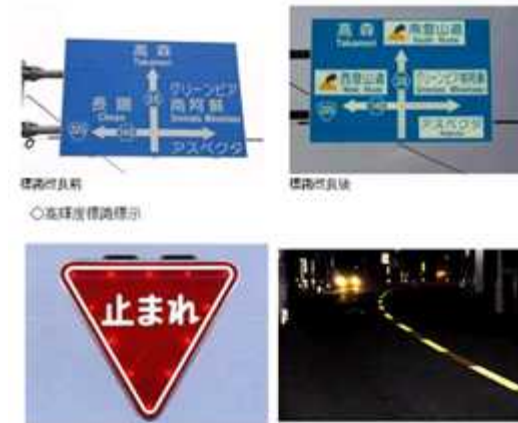 高森
Takamori
グリーンピア
南阿蘇
長陽
アスペクタ
高森
Takamori
南登山道
西登山道
グリーンピア南阿蘇
アスペクタ
標識改良前
標識改良後
◇高輝度標識標示
止まれ